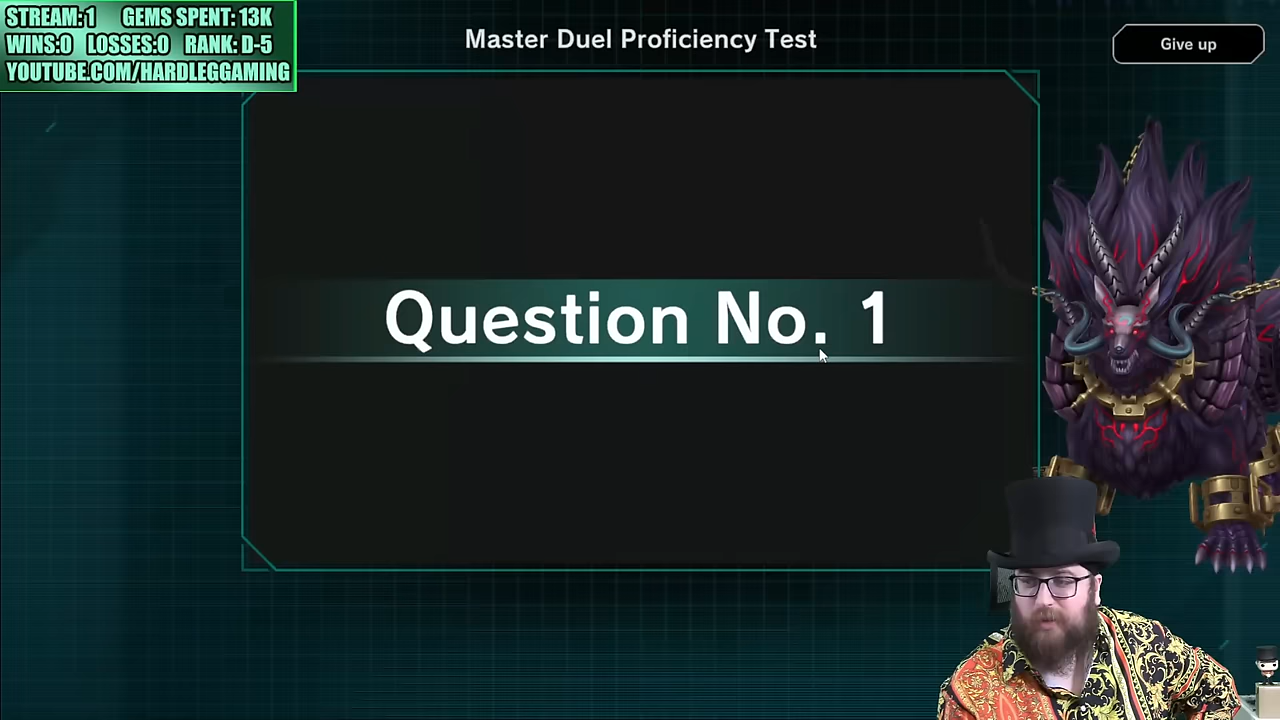 STREAM: 1 GEMS SPENT: 13K
WINS:0 LOSSES:0 RANK: D-5
YOUTUBE.COM/HARDLEGGAMING
Master Duel Proficiency Test
Give up
Question No. 1